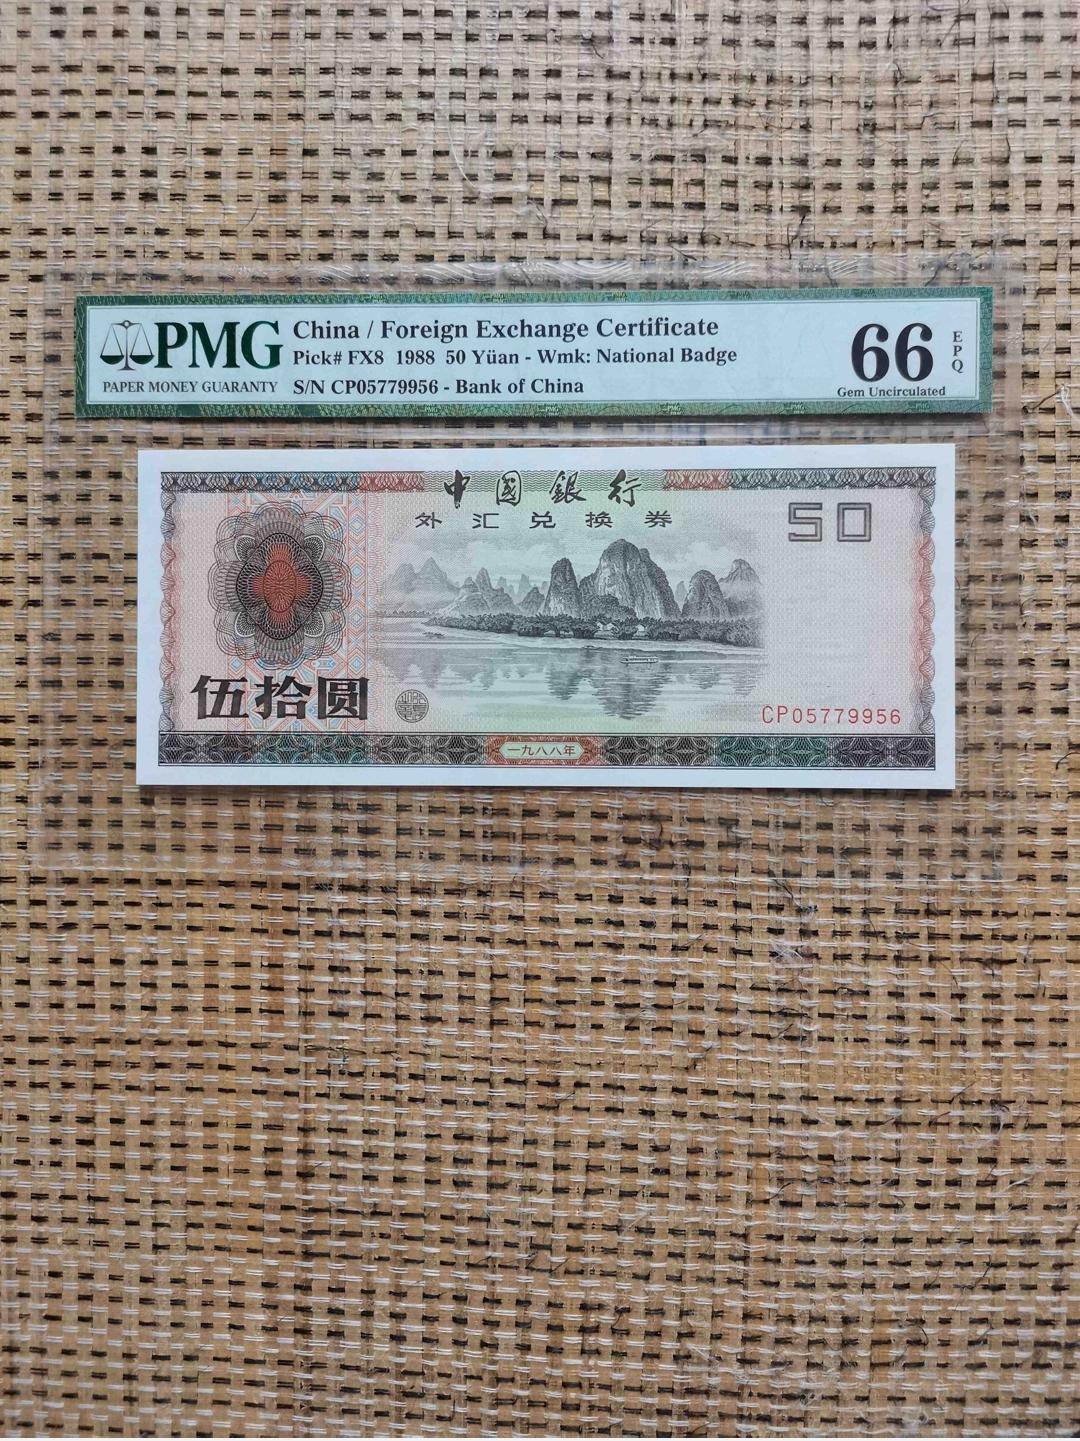 PMG
PAPER MONEY GUARANTY
China / Foreign Exchange Certificate
Pick# FX8 1988 50 Yüan - Wmk: National Badge
S/N CP05779956 - Bank of China
66
EPQ
Gem Uncirculated
中國銀行
外汇兑换券
50
伍拾圆
CP05779956
一九八八年